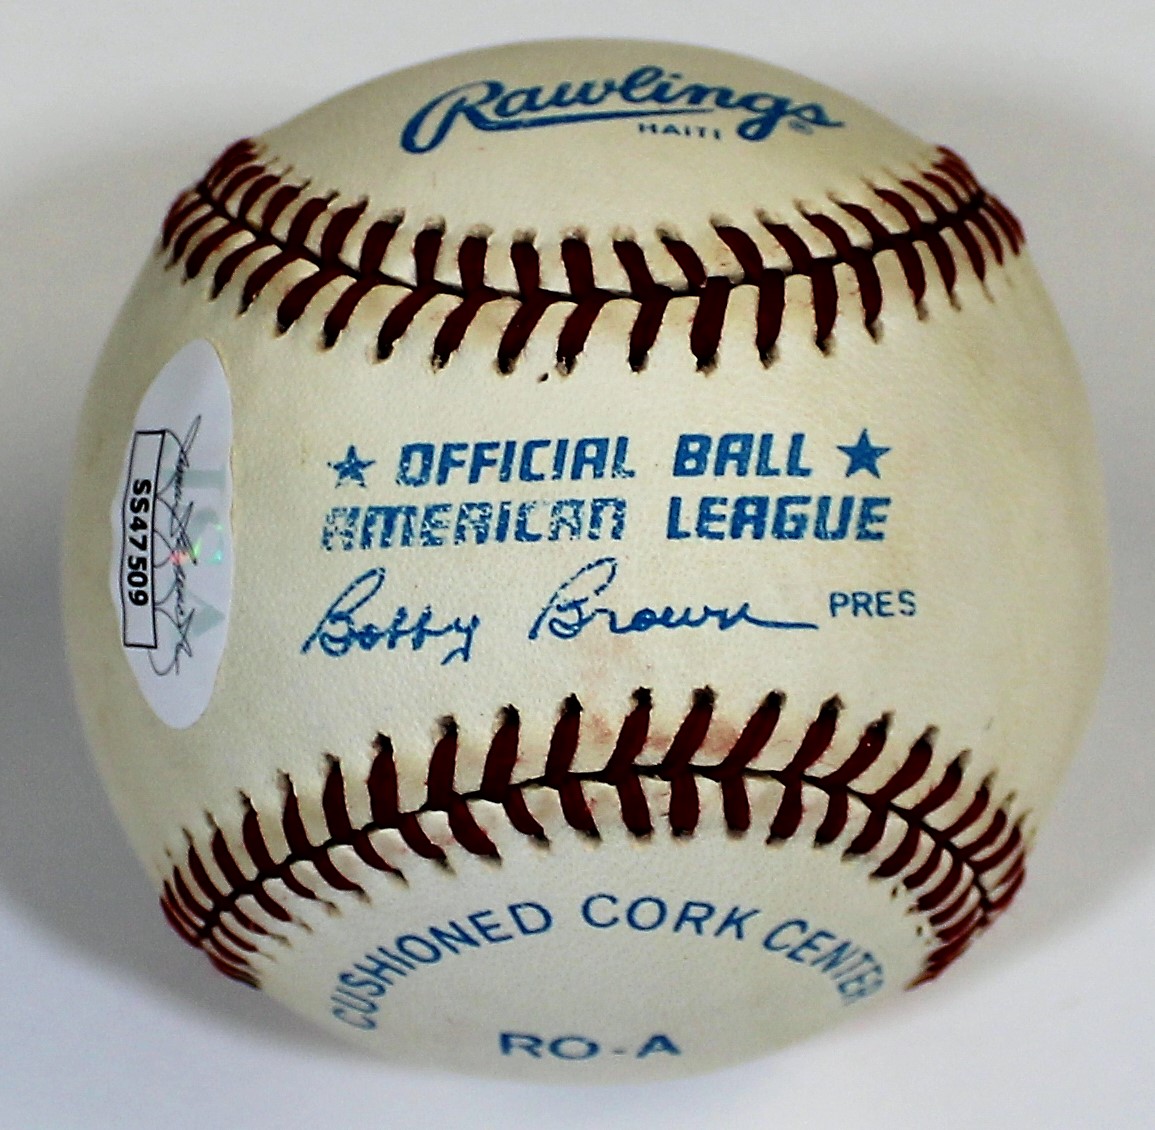 Rawlings ®
HAITI
★ OFFICIAL BALL ★
AMERICAN LEAGUE
Bobby Brown PRES
CUSHIONED CORK CENTER
RO-A
JSA
SS47509